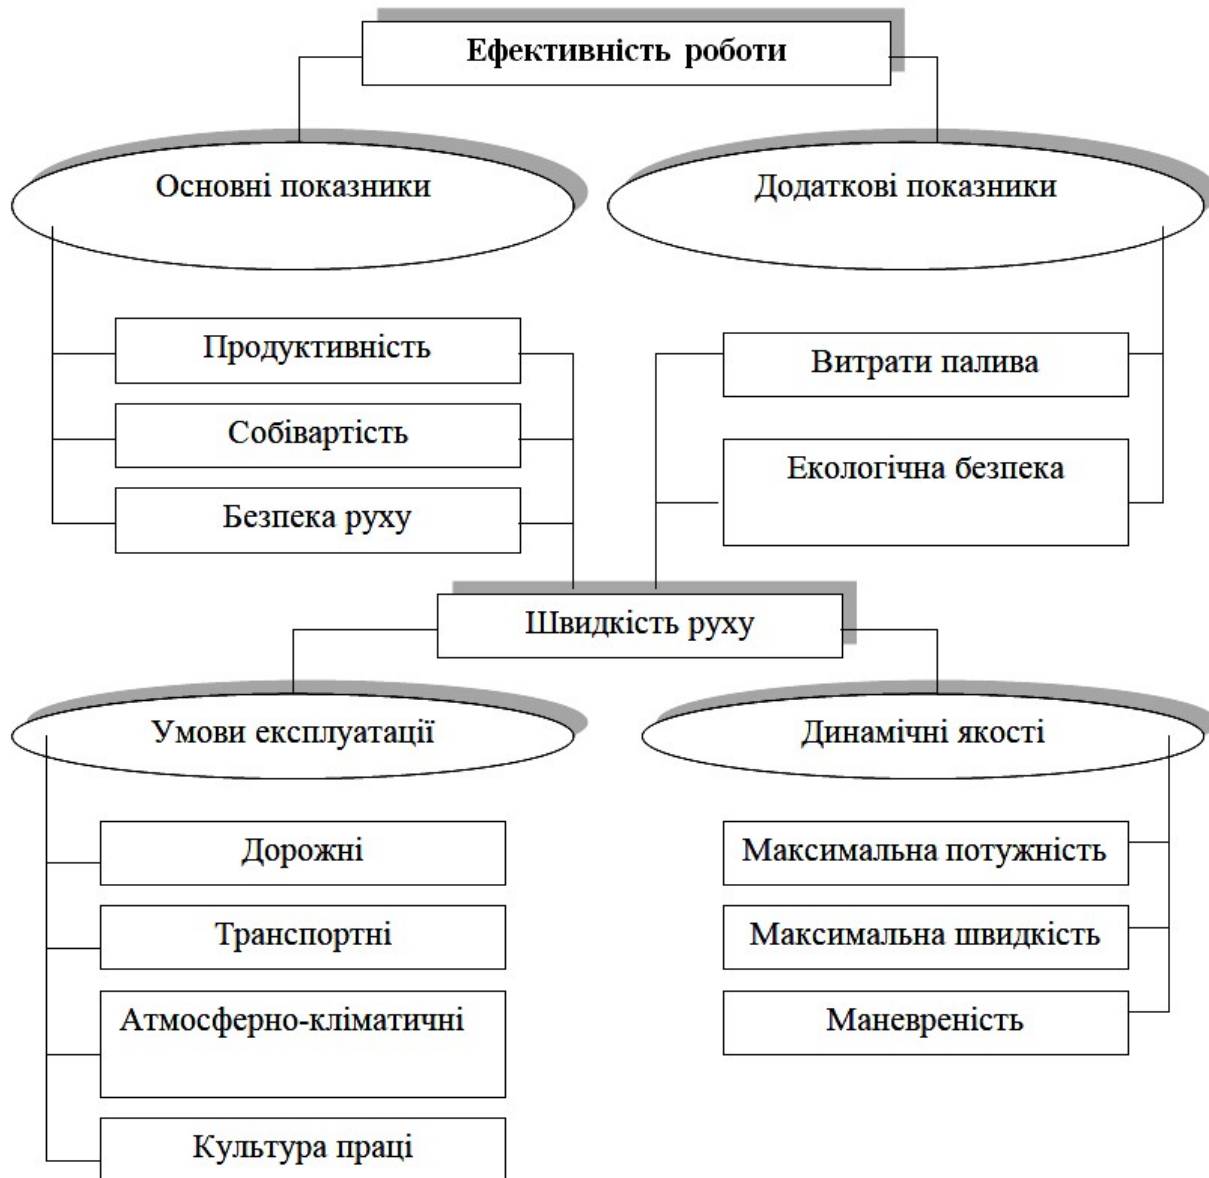 Ефективність роботи
Основні показники
Додаткові показники
Продуктивність
Собівартість
Безпека руху
Витрати палива
Екологічна безпека
Швидкість руху
Умови експлуатації
Динамічні якості
Дорожні
Транспортні
Атмосферно-кліматичні
Культура праці
Максимальна потужність
Максимальна швидкість
Маневреність